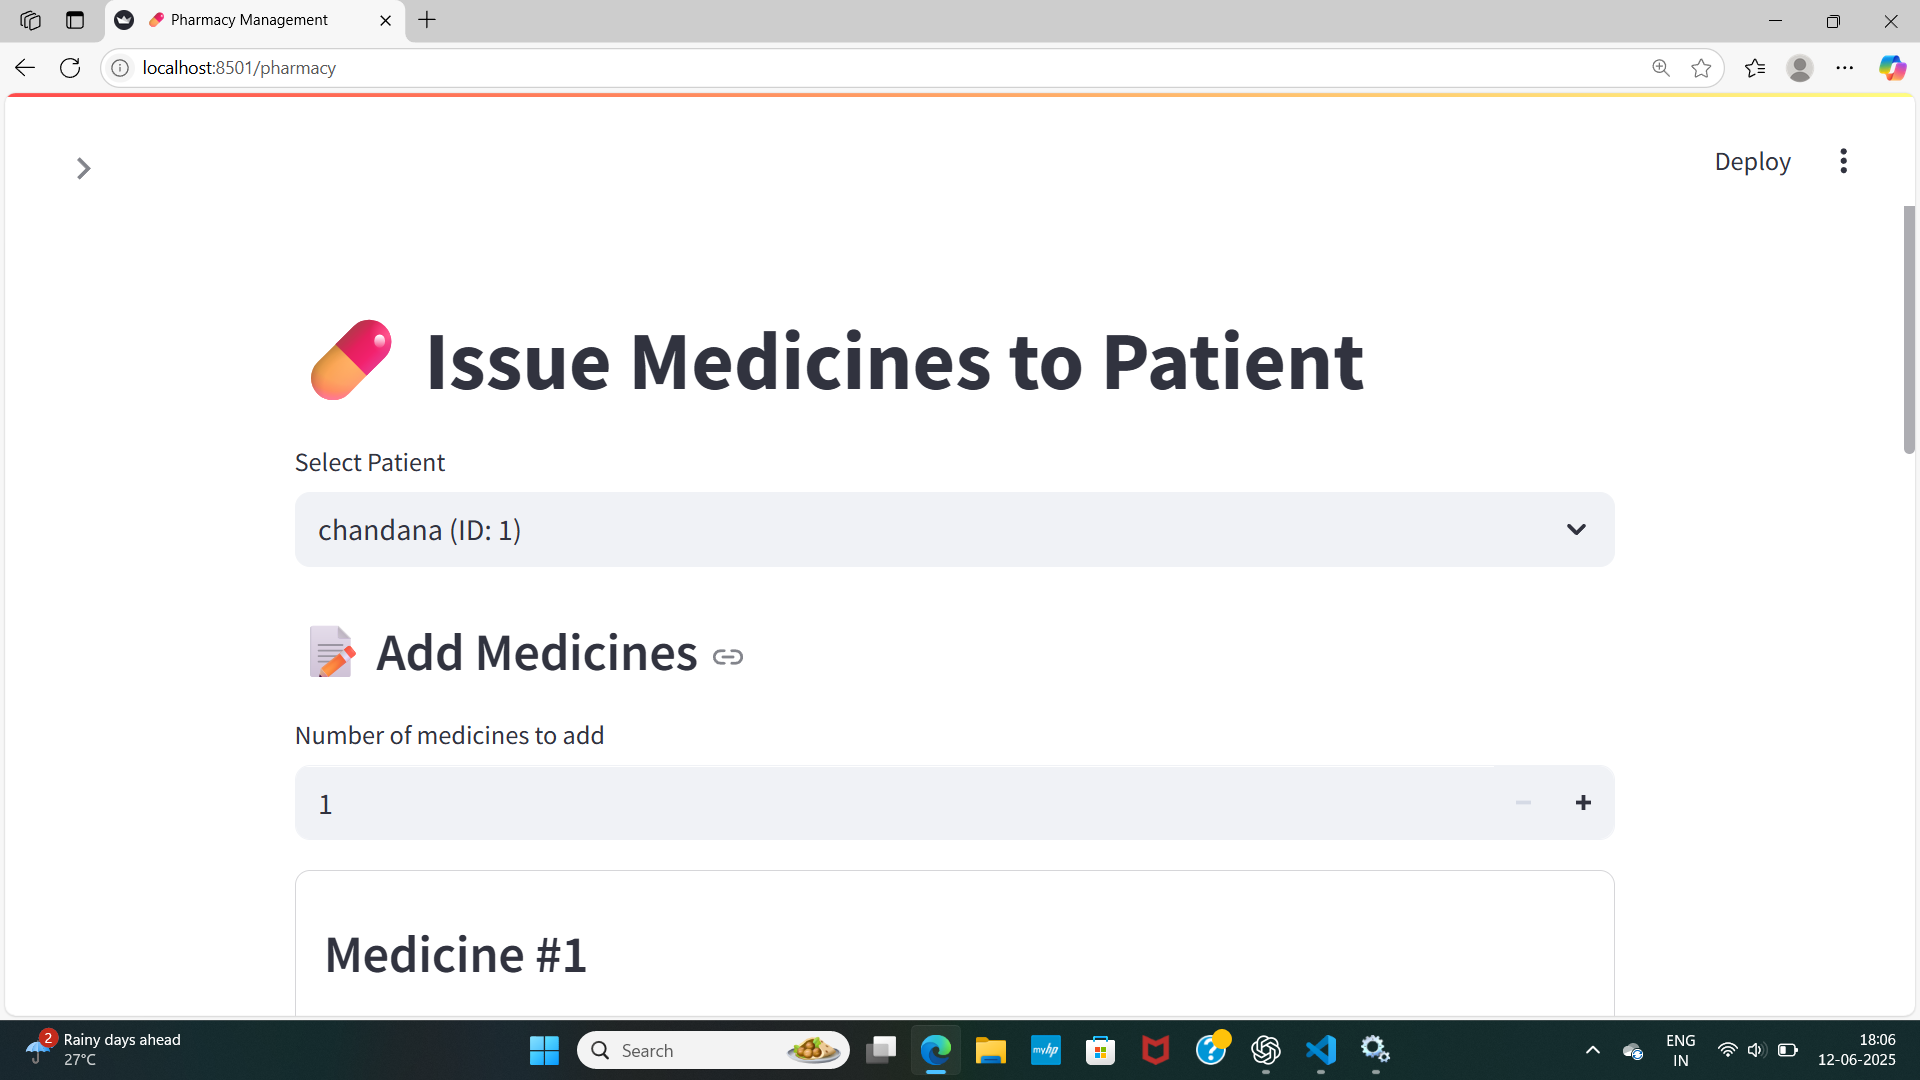 Pharmacy Management
localhost:8501/pharmacy
Deploy
Issue Medicines to Patient
Select Patient
chandana (ID: 1)
Add Medicines
Number of medicines to add
1
Medicine #1
2
Rainy days ahead
27°C
Search
myhp
ENG
IN
18:06
12-06-2025